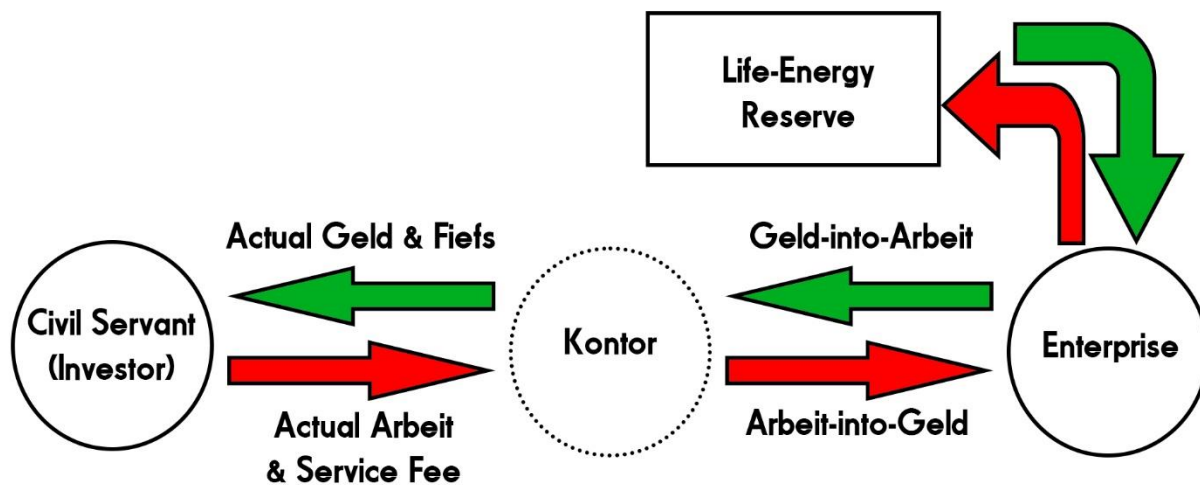 Life-Energy
Reserve
Actual Geld & Fiefs
Geld-into-Arbeit
Civil Servant
(Investor)
Kontor
Enterprise
Actual Arbeit
& Service Fee
Arbeit-into-Geld